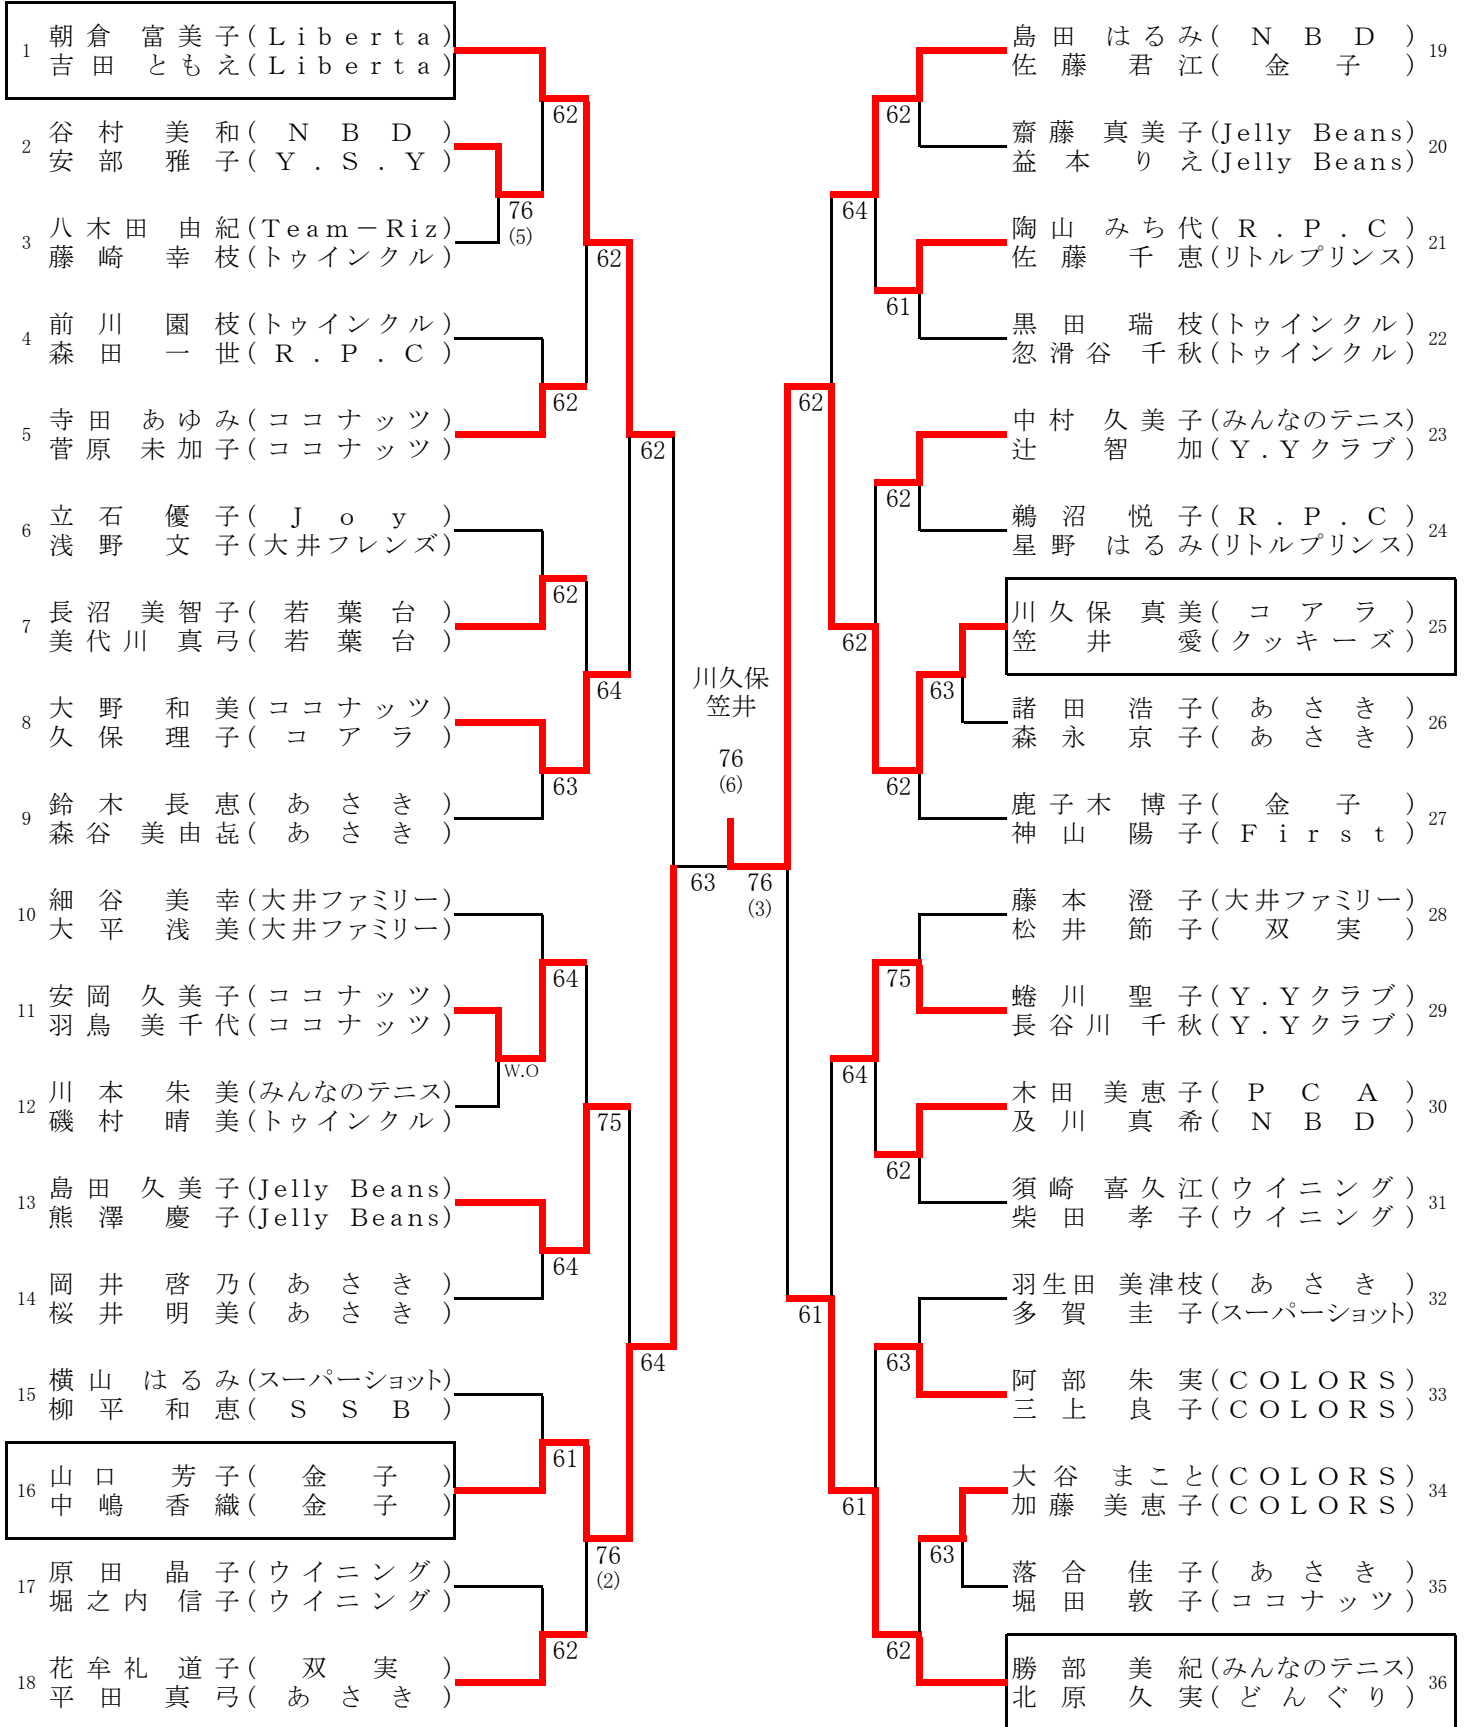 1 朝倉 富美子(Liberta)
吉田 ともえ(Liberta)
62
2 谷村 美和(NBD)
安部 雅子(Y.S.Y)
76
(5)
3 八木田 由紀(Team－Riz)
藤崎 幸枝(トゥインクル)
62
4 前川 園枝(トゥインクル)
森田 一世(R.P.C)
62
5 寺田 あゆみ(ココナッツ)
菅原 未加子(ココナッツ)
62
6 立石 優子(Joy)
浅野 文子(大井フレンズ)
62
7 長沼 美智子(若葉台)
美代川 真弓(若葉台)
64
8 大野 和美(ココナッツ)
久保 理子(コアラ)
63
9 鈴木 長恵(あさき)
森谷 美由㐂(あさき)
63
10 細谷 美幸(大井ファミリー)
大平 浅美(大井ファミリー)
64
11 安岡 久美子(ココナッツ)
羽鳥 美千代(ココナッツ)
W.O
12 川本 朱美(みんなのテニス)
磯村 晴美(トゥインクル)
75
13 島田 久美子(Jelly Beans)
熊澤 慶子(Jelly Beans)
64
14 岡井 啓乃(あさき)
桜井 明美(あさき)
64
15 横山 はるみ(スーパーショット)
柳平 和恵(SSB)
61
16 山口 芳子(金子)
中嶋 香織(金子)
76
(2)
17 原田 晶子(ウイニング)
堀之内 信子(ウイニング)
62
18 花牟礼 道子(双実)
平田 真弓(あさき)
川久保
笠井
76
(6)
島田 はるみ(NBD) 19
佐藤 君江(金子)
62
齋藤 真美子(Jelly Beans) 20
益本 りえ(Jelly Beans)
64
陶山 みち代(R.P.C) 21
佐藤 千恵(リトルプリンス)
61
黒田 瑞枝(トゥインクル) 22
忽滑谷 千秋(トゥインクル)
62
中村 久美子(みんなのテニス) 23
辻 智加(Y.Yクラブ)
62
鵜沼 悦子(R.P.C) 24
星野 はるみ(リトルプリンス)
62
川久保 真美(コアラ) 25
笠井 愛(クッキーズ)
63
諸田 浩子(あさき) 26
森永 京子(あさき)
62
鹿子木 博子(金子) 27
神山 陽子(First)
76
(3)
藤本 澄子(大井ファミリー) 28
松井 節子(双実)
75
蜷川 聖子(Y.Yクラブ) 29
長谷川 千秋(Y.Yクラブ)
64
木田 美恵子(PCA) 30
及川 真希(NBD)
62
須崎 喜久江(ウイニング) 31
柴田 孝子(ウイニング)
61
羽生田 美津枝(あさき) 32
多賀 圭子(スーパーショット)
63
阿部 朱実(COLORS) 33
三上 良子(COLORS)
61
大谷 まこと(COLORS) 34
加藤 美恵子(COLORS)
63
落合 佳子(あさき) 35
堀田 敦子(ココナッツ)
62
勝部 美紀(みんなのテニス) 36
北原 久実(どんぐり)